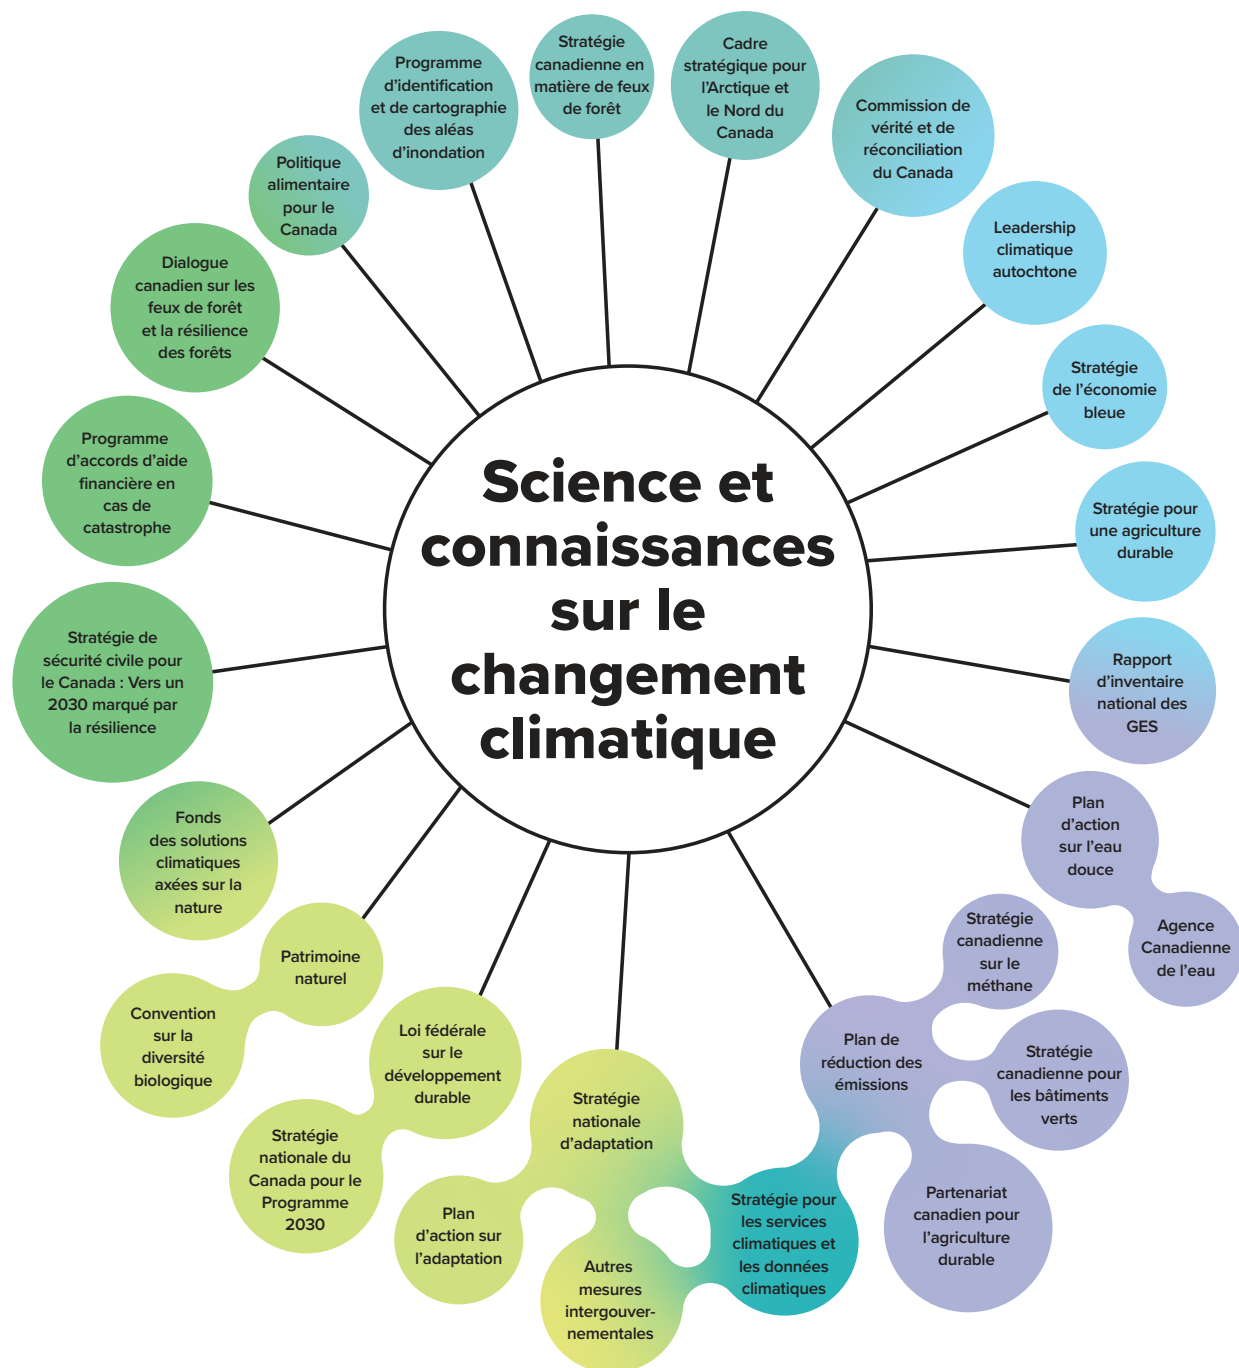 Science et
connaissances
sur le
changement
climatique
Stratégie
canadienne en
matière de feux
de forêt
Cadre
stratégique pour
l'Arctique et
le Nord du
Canada
Commission de
vérité et de
réconciliation
du Canada
Leadership
climatique
autochtone
Stratégie
de l'économie
bleue
Stratégie pour
une agriculture
durable
Rapport
d'inventaire
national des
GES
Plan
d'action
sur l'eau
douce
Agence
Canadienne
de l'eau
Stratégie
canadienne
sur le
méthane
Plan de
réduction des
émissions
Stratégie
canadienne pour
les bâtiments
verts
Partenariat
canadien pour
l'agriculture
durable
Stratégie pour
les services
climatiques et
les données
climatiques
Stratégie
nationale
d'adaptation
Autres
mesures
intergouver-
nementales
Plan
d'action sur
l'adaptation
Loi fédérale
sur le
développement
durable
Stratégie
nationale du
Canada pour le
Programme
2030
Patrimoine
naturel
Convention
sur la
diversité
biologique
Fonds
des solutions
climatiques
axées sur la
nature
Stratégie de
sécurité civile pour
le Canada : Vers un
2030 marqué par
la résilience
Programme
d'accords d'aide
financière en
cas de
catastrophe
Dialogue
canadien sur les
feux de forêt
et la résilience
des forêts
Politique
alimentaire
pour le
Canada
Programme
d'identification
et de cartographie
des aléas
d'inondation